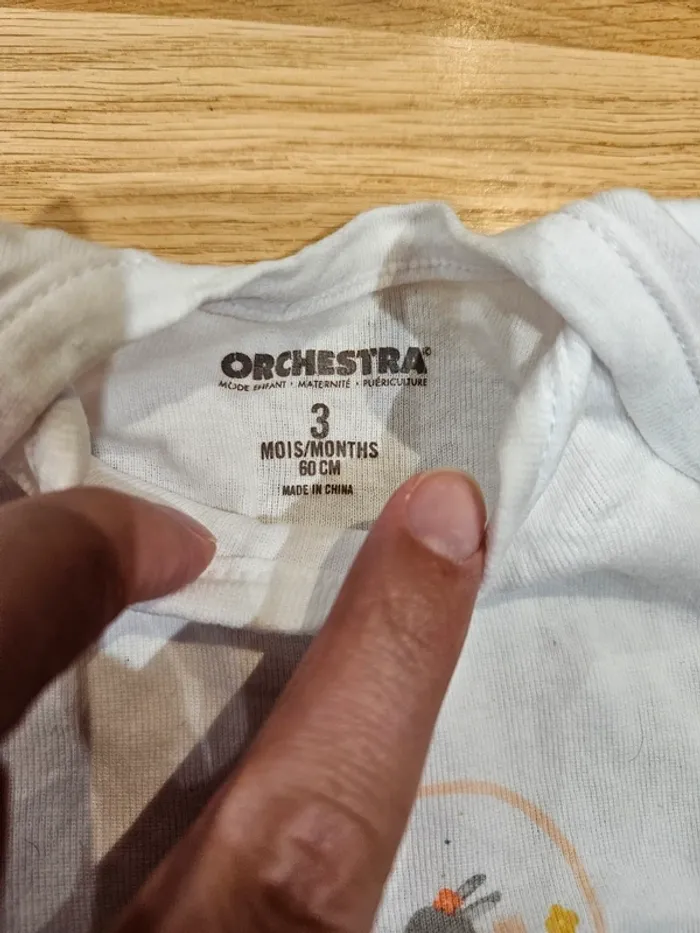 ORCHESTRA©
MODE ENFANT · MATERNITÉ · PUÉRICULTURE
3
MOIS/MONTHS
60 CM
MADE IN CHINA